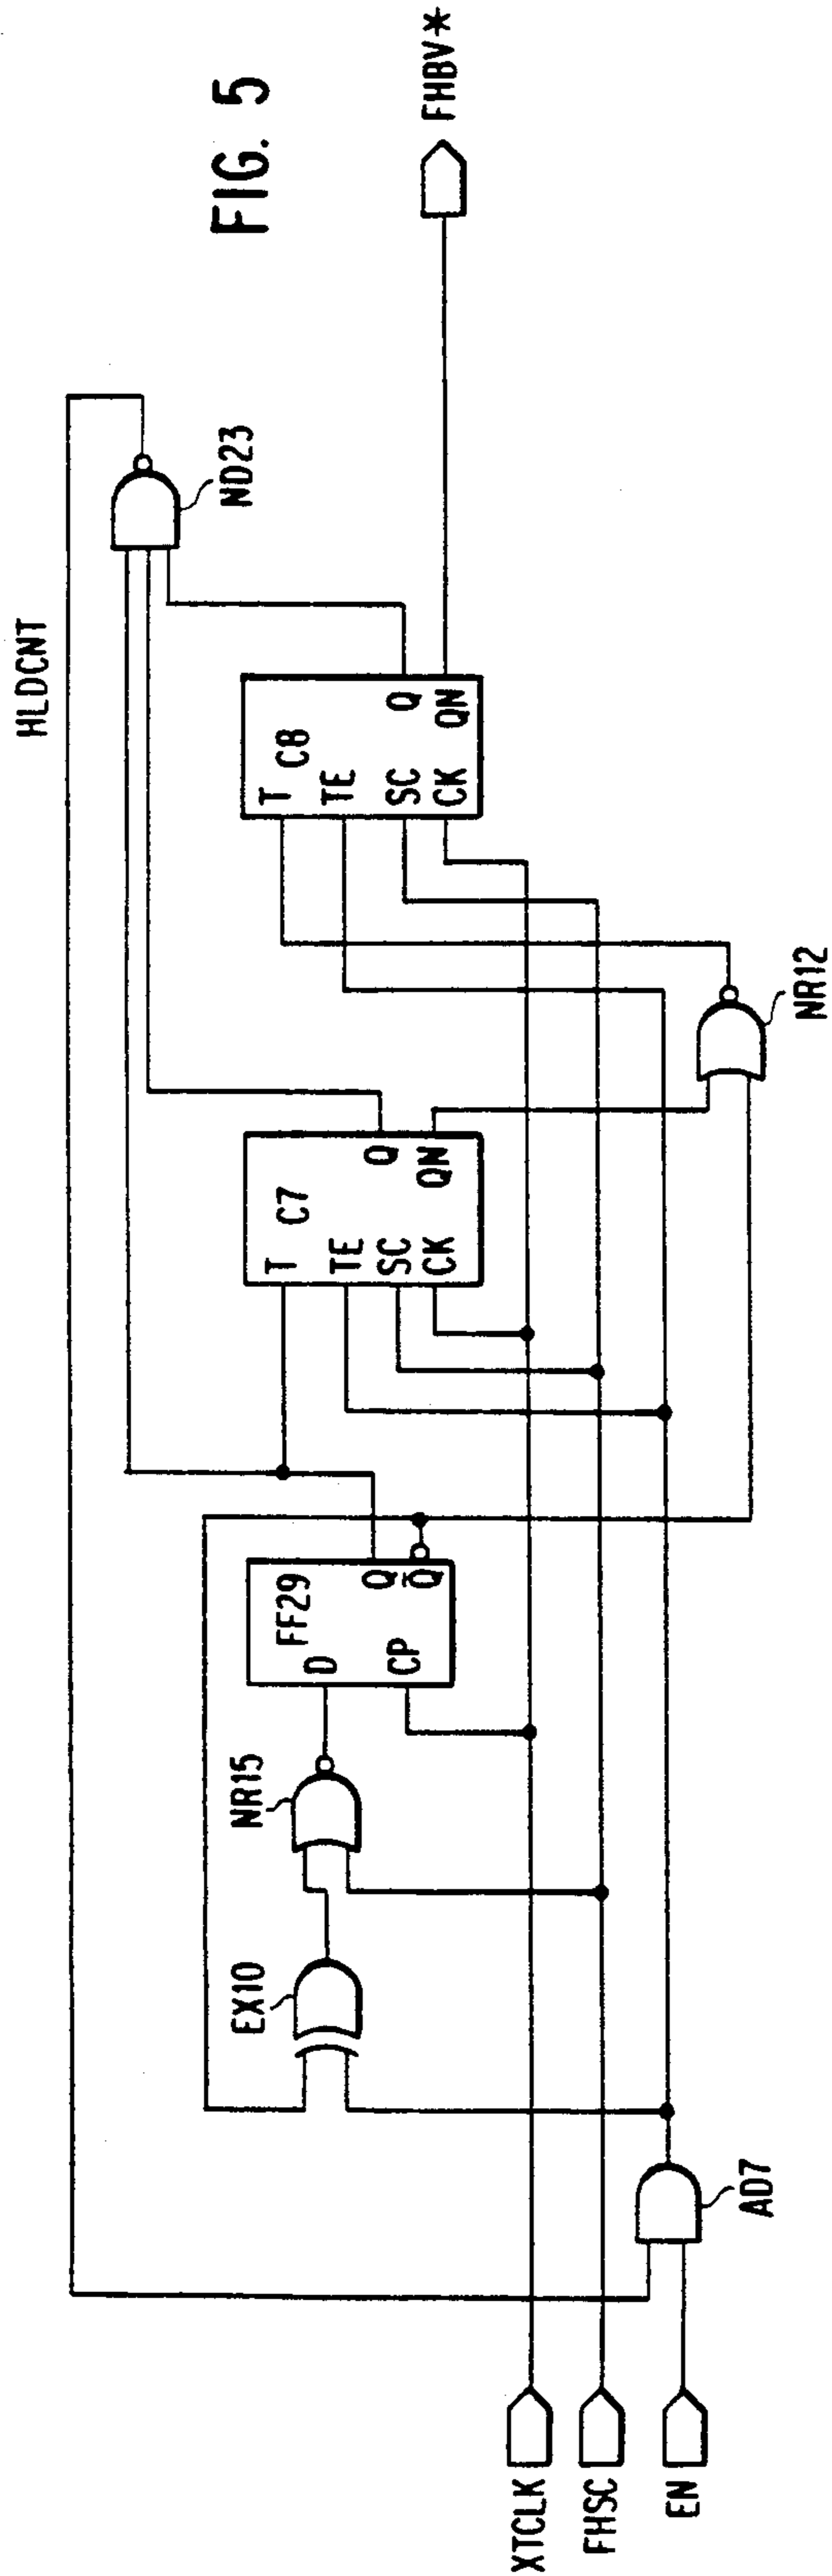 FIG. 5
HLDCNT
ND23
FHBV*
T
C8
TE
SC
CK
Q
QN
T
C7
TE
SC
CK
Q
QN
NR12
FF29
D
CP
Q
Q̅
NR15
EX10
AD7
XTCLK
FHSC
EN